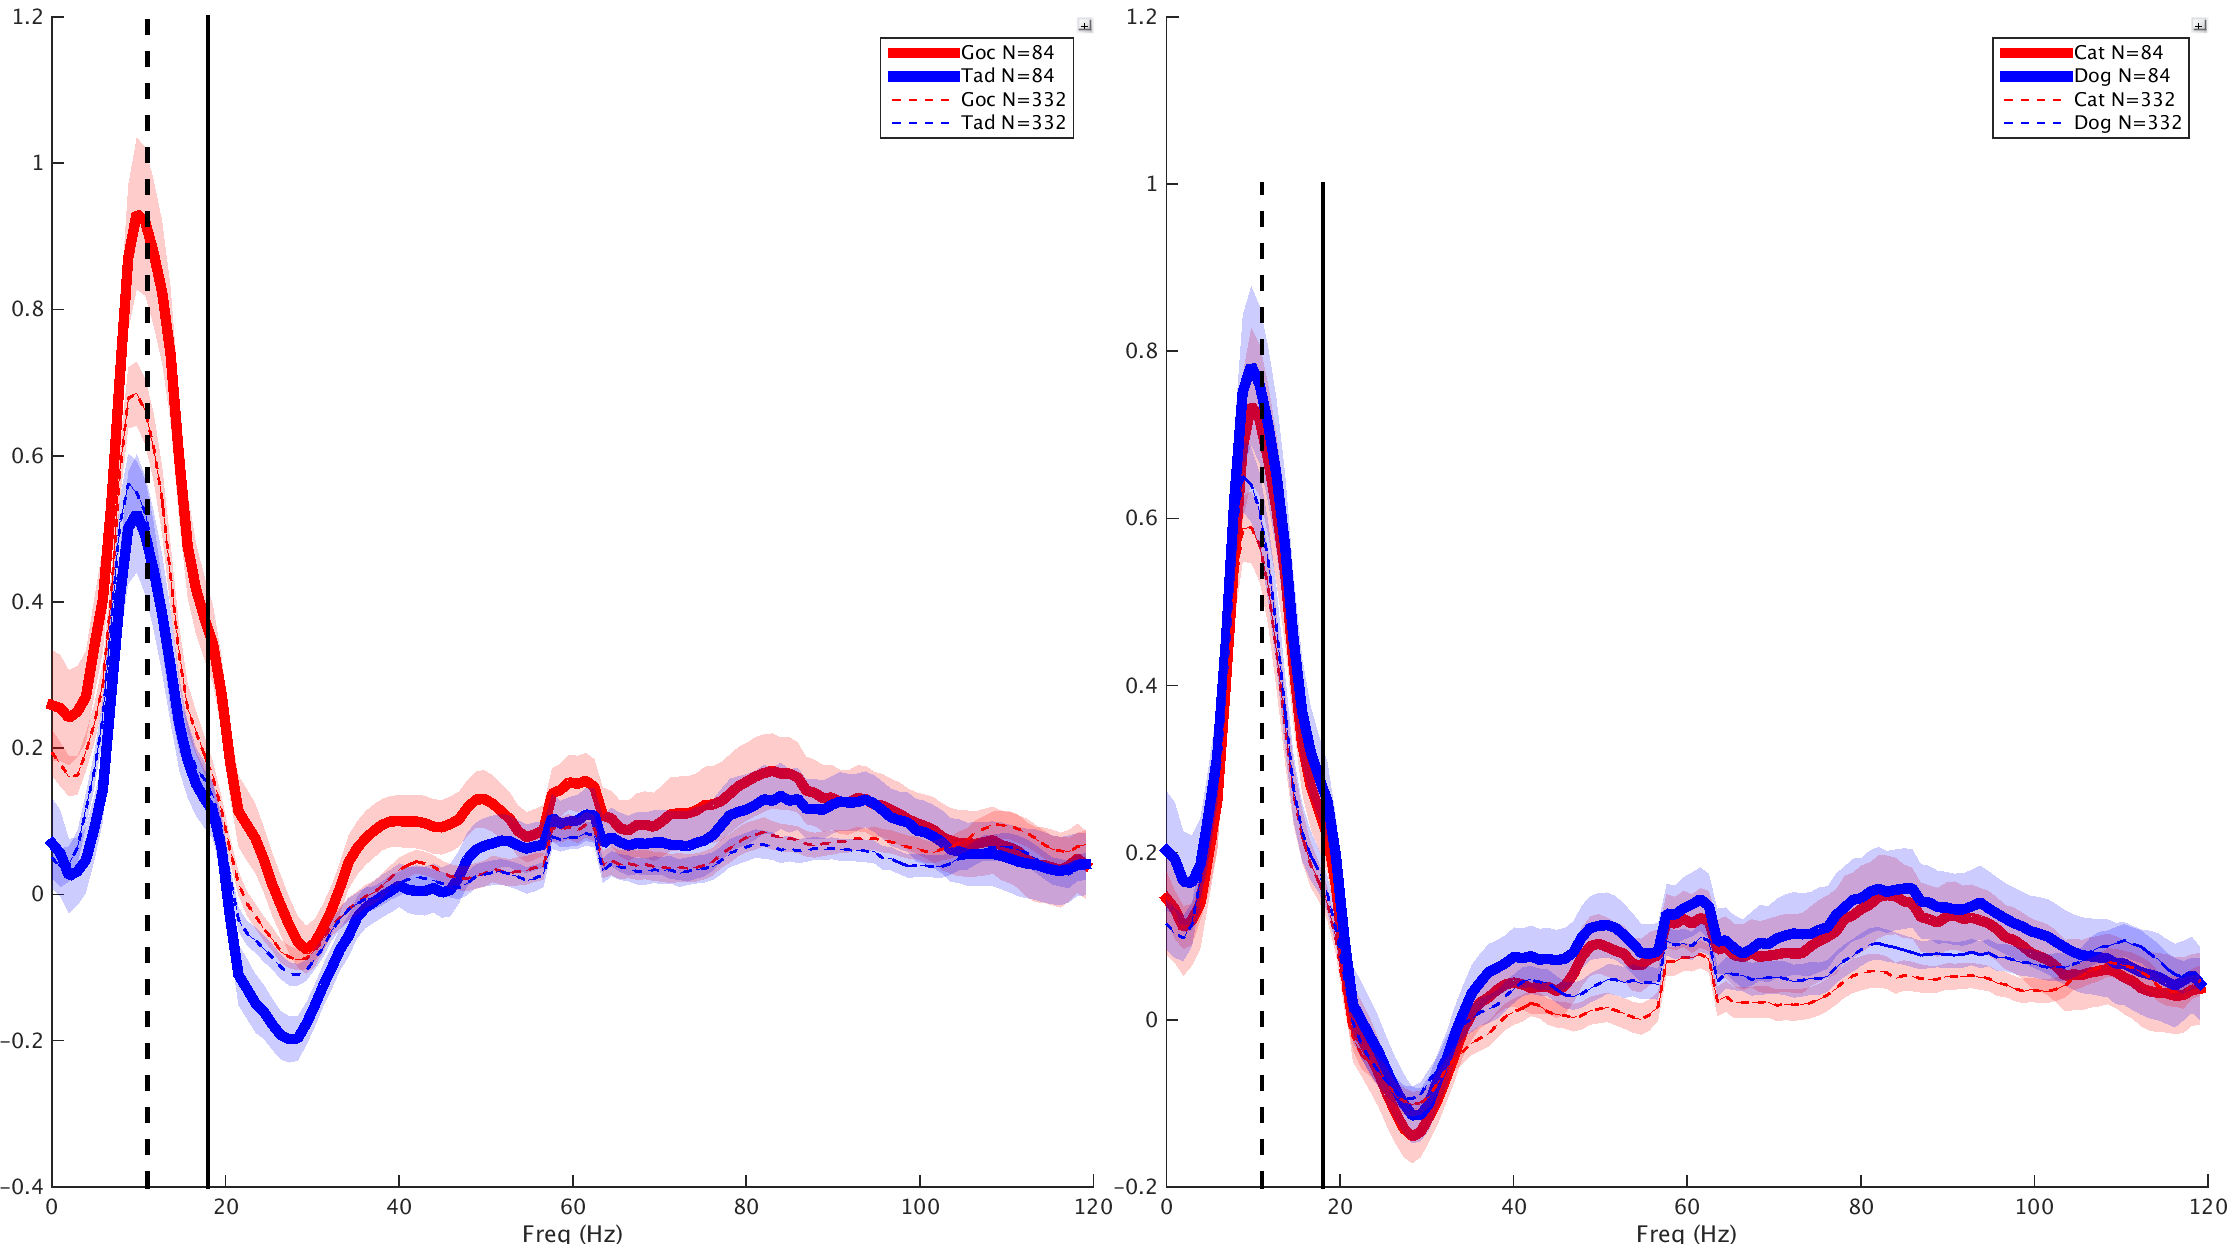 1.2
1
0.8
0.6
0.4
0.2
0
-0.2
-0.4
0 20 40 60 80 100 120
Freq (Hz)
Goc N=84
Tad N=84
Goc N=332
Tad N=332
1.2
1
0.8
0.6
0.4
0.2
0
-0.2
0 20 40 60 80 100 120
Freq (Hz)
Cat N=84
Dog N=84
Cat N=332
Dog N=332